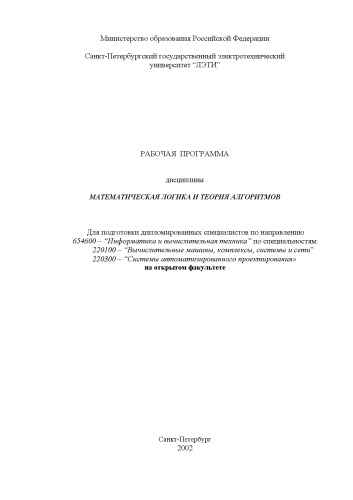 Министерство образования Российской Федерации
Санкт-Петербургский государственный электротехнический
университет “ЛЭТИ”
РАБОЧАЯ ПРОГРАММА
дисциплины
МАТЕМАТИЧЕСКАЯ ЛОГИКА И ТЕОРИЯ АЛГОРИТМОВ
Для подготовки дипломированных специалистов по направлению
654600 – “Информатика и вычислительная техника” по специальностям:
220100 – “Вычислительные машины, комплексы, системы и сети”
220300 – “Системы автоматизированного проектирования»
на открытом факультете
Санкт-Петербург
2002